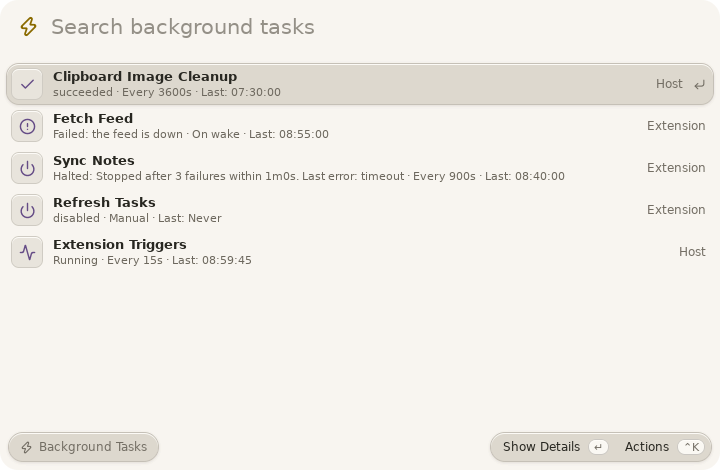 Search background tasks
Clipboard Image Cleanup
succeeded · Every 3600s · Last: 07:30:00
Host ↵
Fetch Feed
Failed: the feed is down · On wake · Last: 08:55:00
Extension
Sync Notes
Halted: Stopped after 3 failures within 1m0s. Last error: timeout · Every 900s · Last: 08:40:00
Extension
Refresh Tasks
disabled · Manual · Last: Never
Extension
Extension Triggers
Running · Every 15s · Last: 08:59:45
Host
Background Tasks
Show Details ↵ Actions ^K